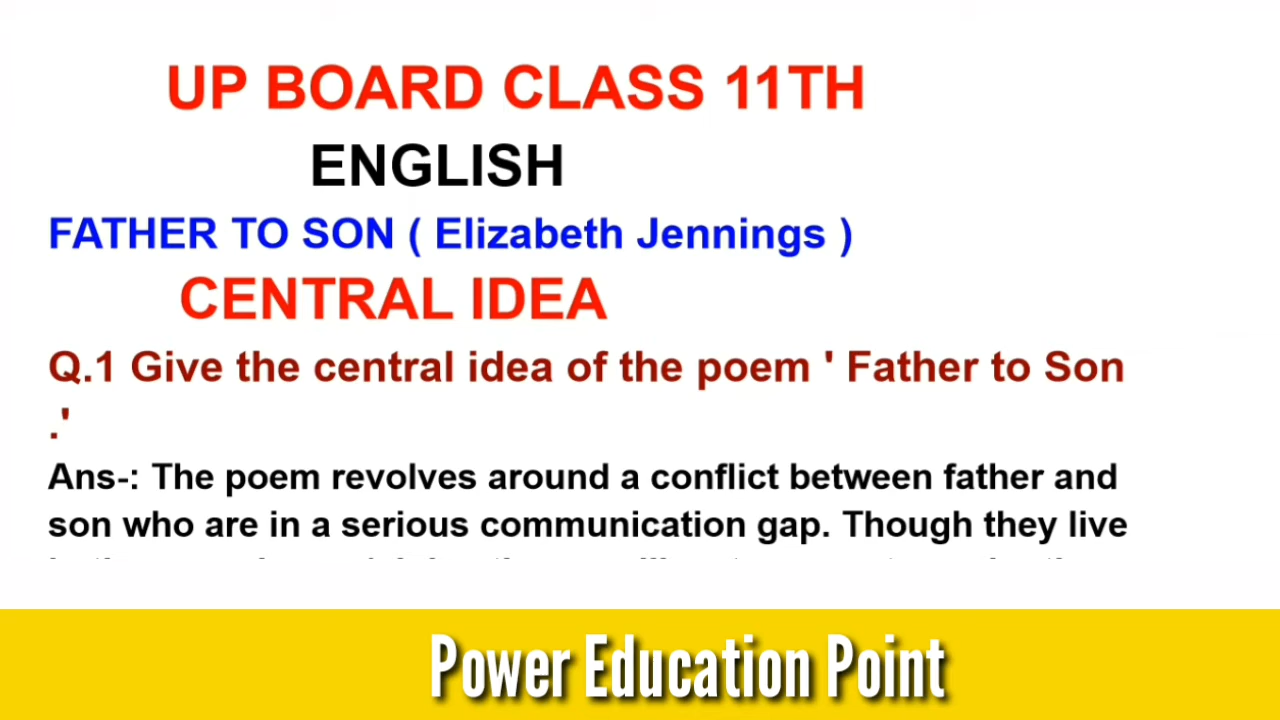 UP BOARD CLASS 11TH
ENGLISH
FATHER TO SON ( Elizabeth Jennings )
CENTRAL IDEA
Q.1 Give the central idea of the poem ' Father to Son
.'
Ans-: The poem revolves around a conflict between father and
son who are in a serious communication gap. Though they live
Power Education Point